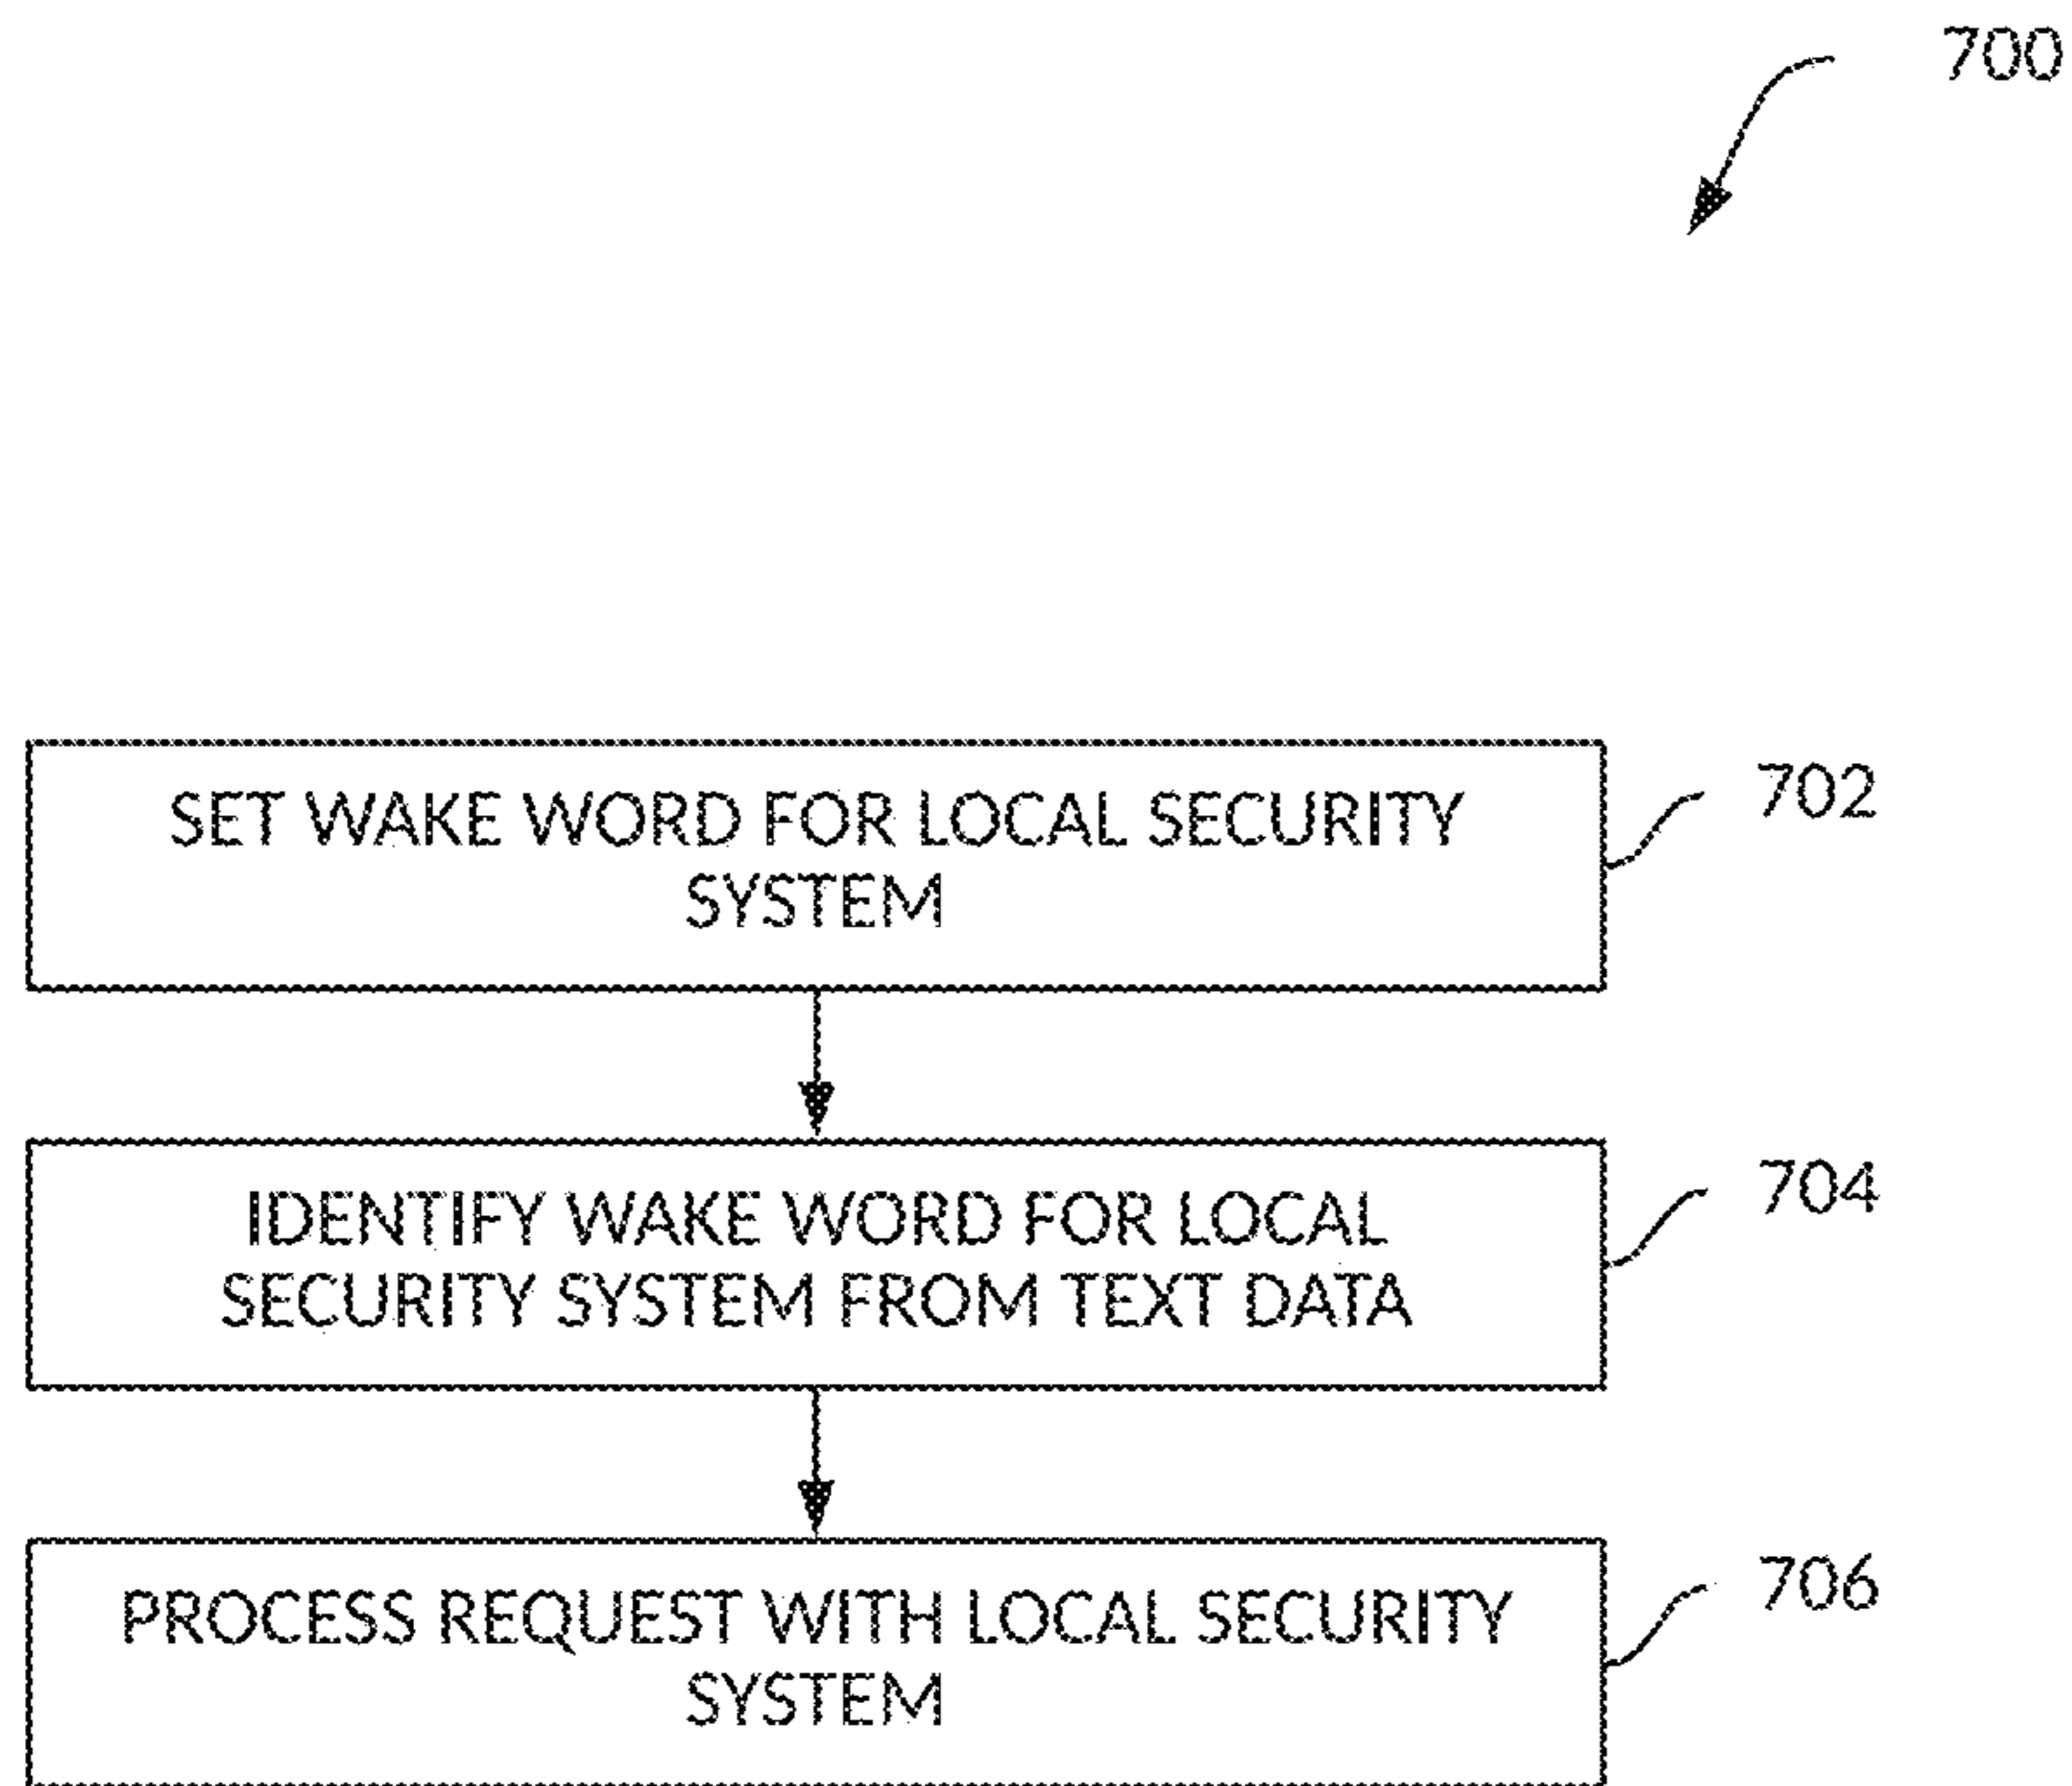 700
SET WAKE WORD FOR LOCAL SECURITY
SYSTEM
702
IDENTIFY WAKE WORD FOR LOCAL
SECURITY SYSTEM FROM TEXT DATA
704
PROCESS REQUEST WITH LOCAL SECURITY
SYSTEM
706